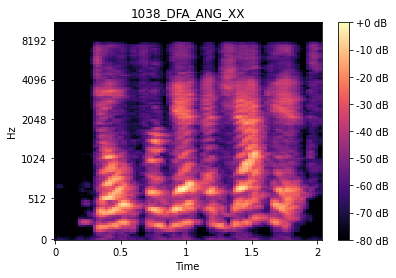 1038_DFA_ANG_XX
8192
4096
2048
1024
512
0
Hz
0
0.5
1
1.5
2
Time
+0 dB
-10 dB
-20 dB
-30 dB
-40 dB
-50 dB
-60 dB
-70 dB
-80 dB